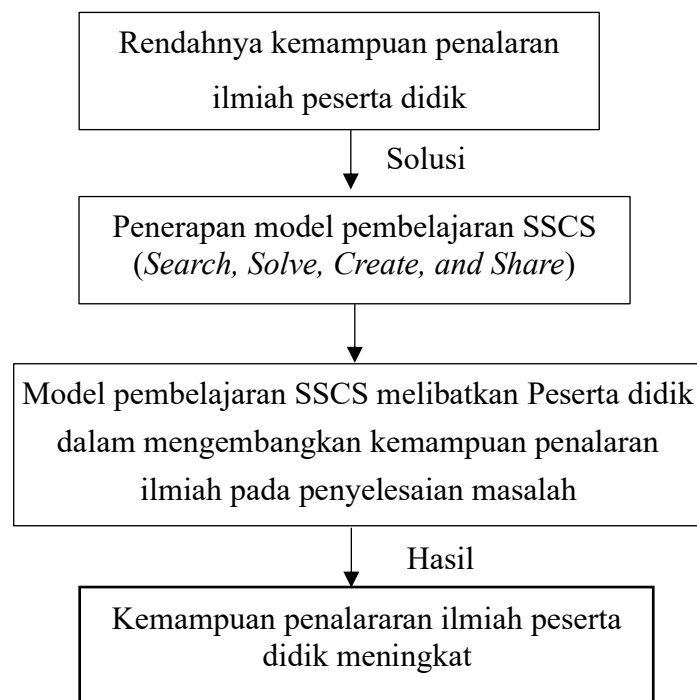 Rendahnya kemampuan penalaran
ilmiah peserta didik
Solusi
Penerapan model pembelajaran SSCS
(Search, Solve, Create, and Share)
Model pembelajaran SSCS melibatkan Peserta didik
dalam mengembangkan kemampuan penalaran
ilmiah pada penyelesaian masalah
Hasil
Kemampuan penalararan ilmiah peserta
didik meningkat